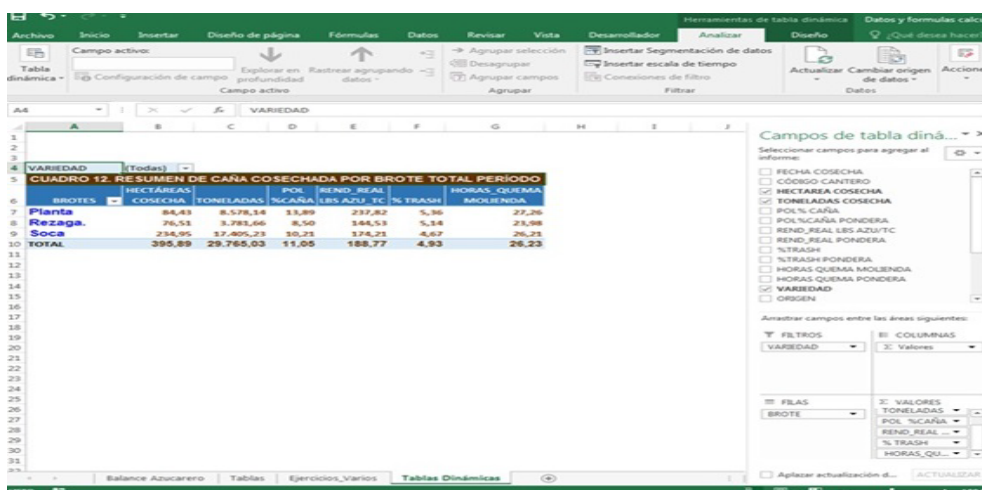 Herramientas de tabla dinámica Datos y formulas calcu
Archivo Inicio Insertar Diseño de página Fórmulas Datos Revisar Vista Desarrollador Analizar Diseño ¿Qué desea hacer?
Campo activo:
Tabla dinámica
Configuración de campo
Explorar en profundidad
Rastrear agrupando datos
Campo activo
Agrupar selección
Desagrupar
Agrupar campos
Agrupar
Insertar Segmentación de datos
Insertar escala de tiempo
Conexiones de filtro
Filtrar
Actualizar
Cambiar origen de datos
Datos
Accione
A4 fx VARIEDAD
A B C D E F G H I J
VARIEDAD (Todas)
CUADRO 12. RESUMEN DE CAÑA COSECHADA POR BROTE TOTAL PERÍODO
BROTES HECTÁREAS COSECHA TONELADAS POL %CAÑA REND_REAL LBS AZU_TC % TRASH HORAS_QUEMA MOLIENDA
Planta 84,43 8.578,14 13,89 237,82 5,36 27,26
Rezaga. 76,51 3.781,66 8,50 144,53 5,14 23,98
Soca 234,95 17.405,23 10,21 174,21 4,67 26,21
TOTAL 395,89 29.765,03 11,05 188,77 4,93 26,23
Campos de tabla diná...
Seleccionar campos para agregar al informe:
FECHA COSECHA
CÓDIGO CANTERO
HECTAREA COSECHA
TONELADAS COSECHA
POL% CAÑA
POL%CAÑA PONDERA
REND_REAL LBS AZU/TC
REND_REAL PONDERA
%TRASH
%TRASH PONDERA
HORAS QUEMA MOLIENDA
HORAS QUEMA PONDERA
VARIEDAD
ORIGEN
Arrastrar campos entre las áreas siguientes:
FILTROS
VARIEDAD
COLUMNAS
Σ Valores
FILAS
BROTE
Σ VALORES
TONELADAS
POL %CAÑA
REND_REAL ...
% TRASH
HORAS_QU...
Aplazar actualización d... ACTUALIZAR
Balance Azucarero Tablas Ejercicios_Varios Tablas Dinámicas